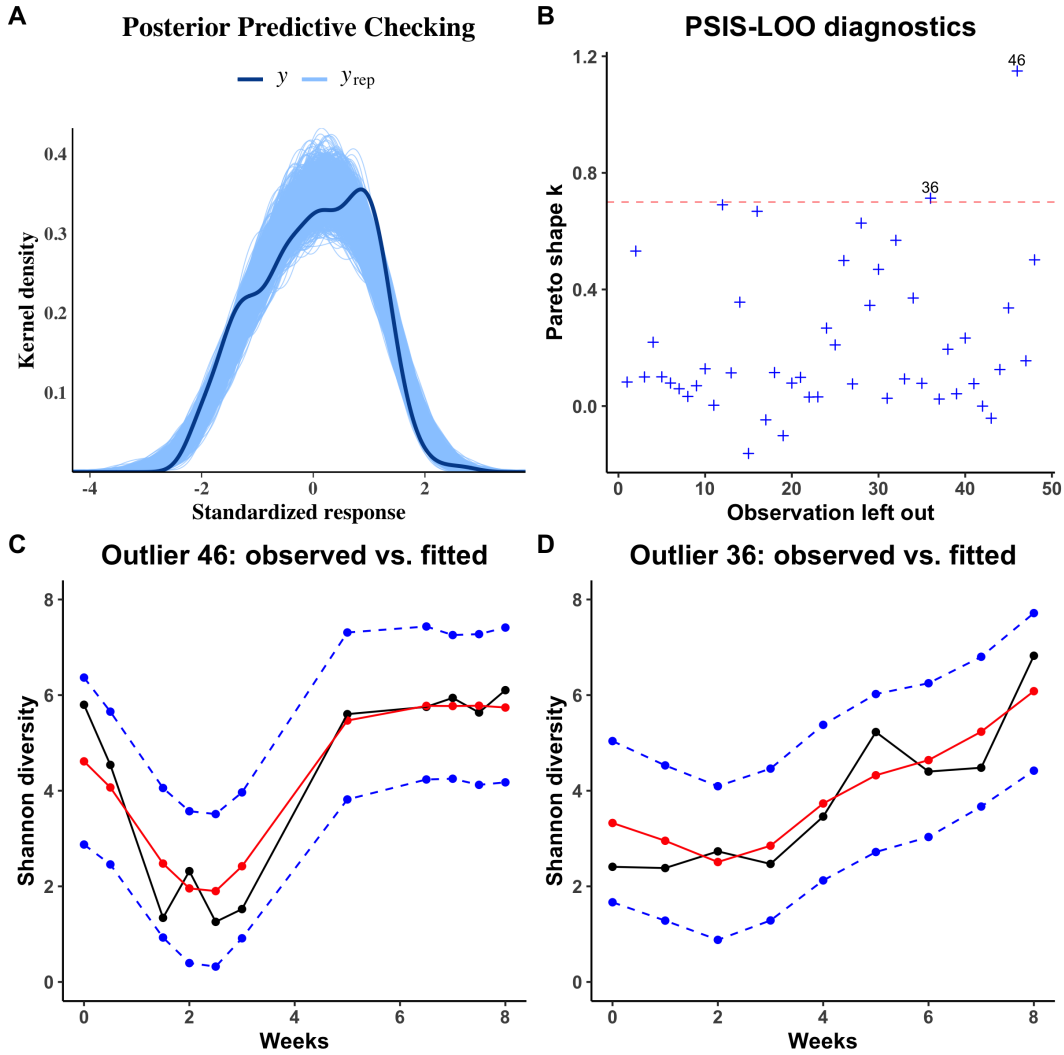 A
Posterior Predictive Checking
y yrep
Kernel density
0.4
0.3
0.2
0.1
-4 -2 0 2
Standardized response
B
PSIS-LOO diagnostics
Pareto shape k
1.2
0.8
0.4
0.0
46
36
0 10 20 30 40 50
Observation left out
C
Outlier 46: observed vs. fitted
Shannon diversity
8
6
4
2
0
0 2 4 6 8
Weeks
D
Outlier 36: observed vs. fitted
Shannon diversity
8
6
4
2
0
0 2 4 6 8
Weeks